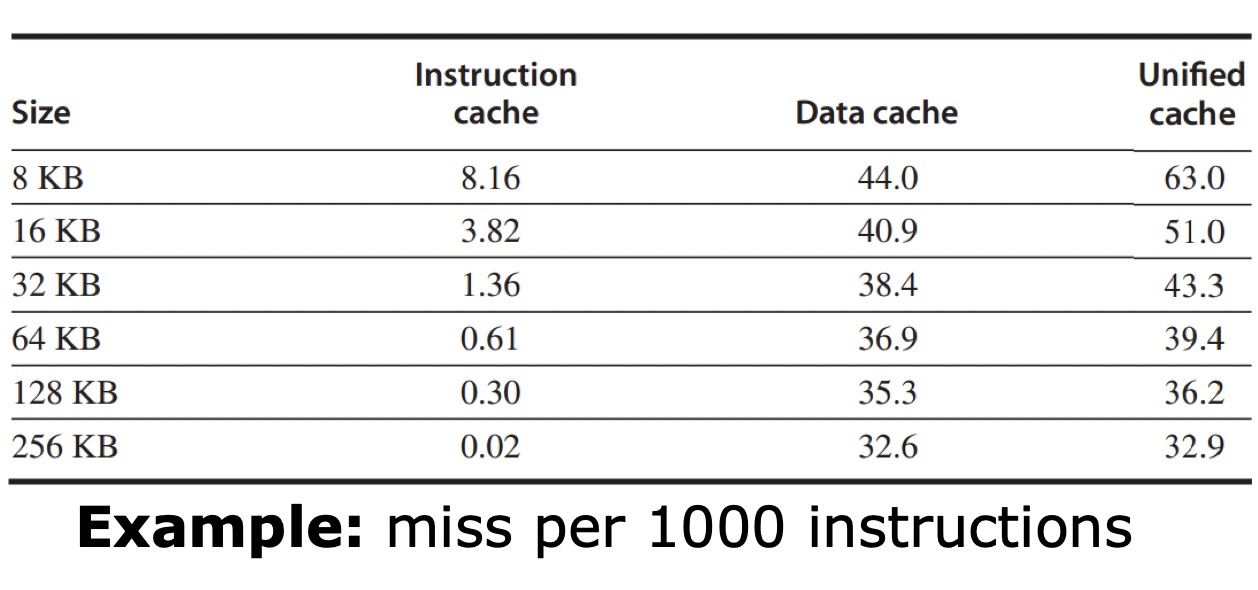 Size Instruction cache Data cache Unified cache
8 KB 8.16 44.0 63.0
16 KB 3.82 40.9 51.0
32 KB 1.36 38.4 43.3
64 KB 0.61 36.9 39.4
128 KB 0.30 35.3 36.2
256 KB 0.02 32.6 32.9
Example: miss per 1000 instructions